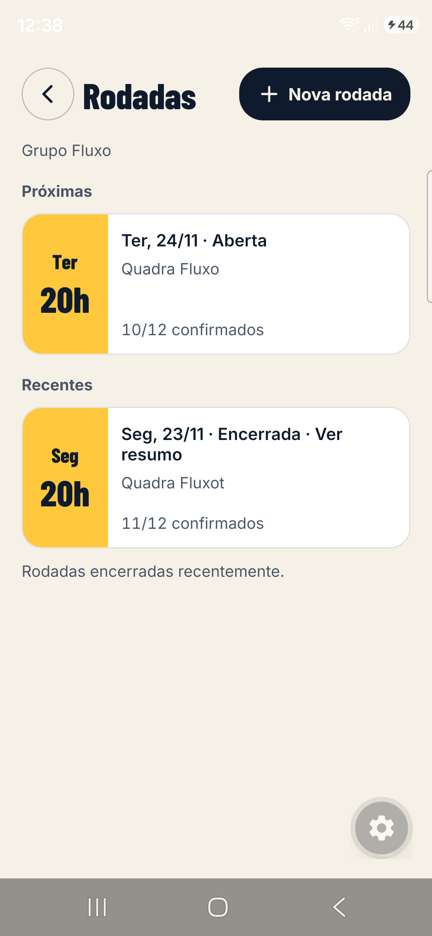 12:38
44
Rodadas
+ Nova rodada
Grupo Fluxo
Próximas
Ter
20h
Ter, 24/11 · Aberta
Quadra Fluxo
10/12 confirmados
Recentes
Seg
20h
Seg, 23/11 · Encerrada · Ver
resumo
Quadra Fluxot
11/12 confirmados
Rodadas encerradas recentemente.